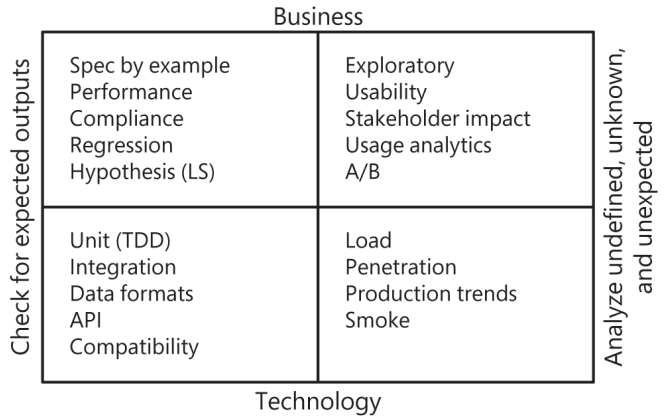 Business
Check for expected outputs
Spec by example
Performance
Compliance
Regression
Hypothesis (LS)
Exploratory
Usability
Stakeholder impact
Usage analytics
A/B
Unit (TDD)
Integration
Data formats
API
Compatibility
Load
Penetration
Production trends
Smoke
Analyze undefined, unknown,
and unexpected
Technology